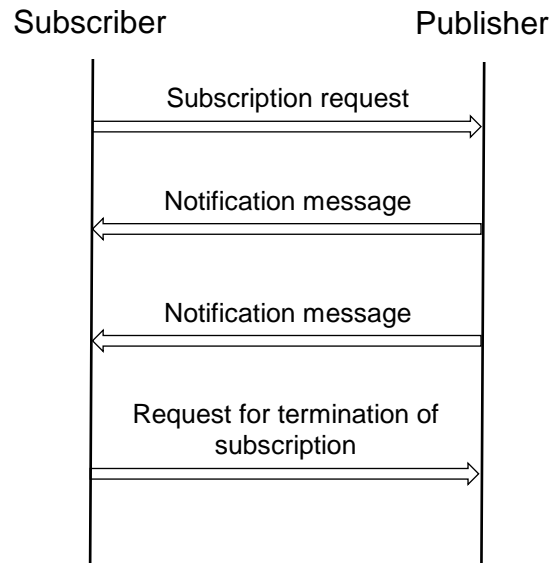 Subscriber
Publisher
Subscription request
Notification message
Notification message
Request for termination of
subscription